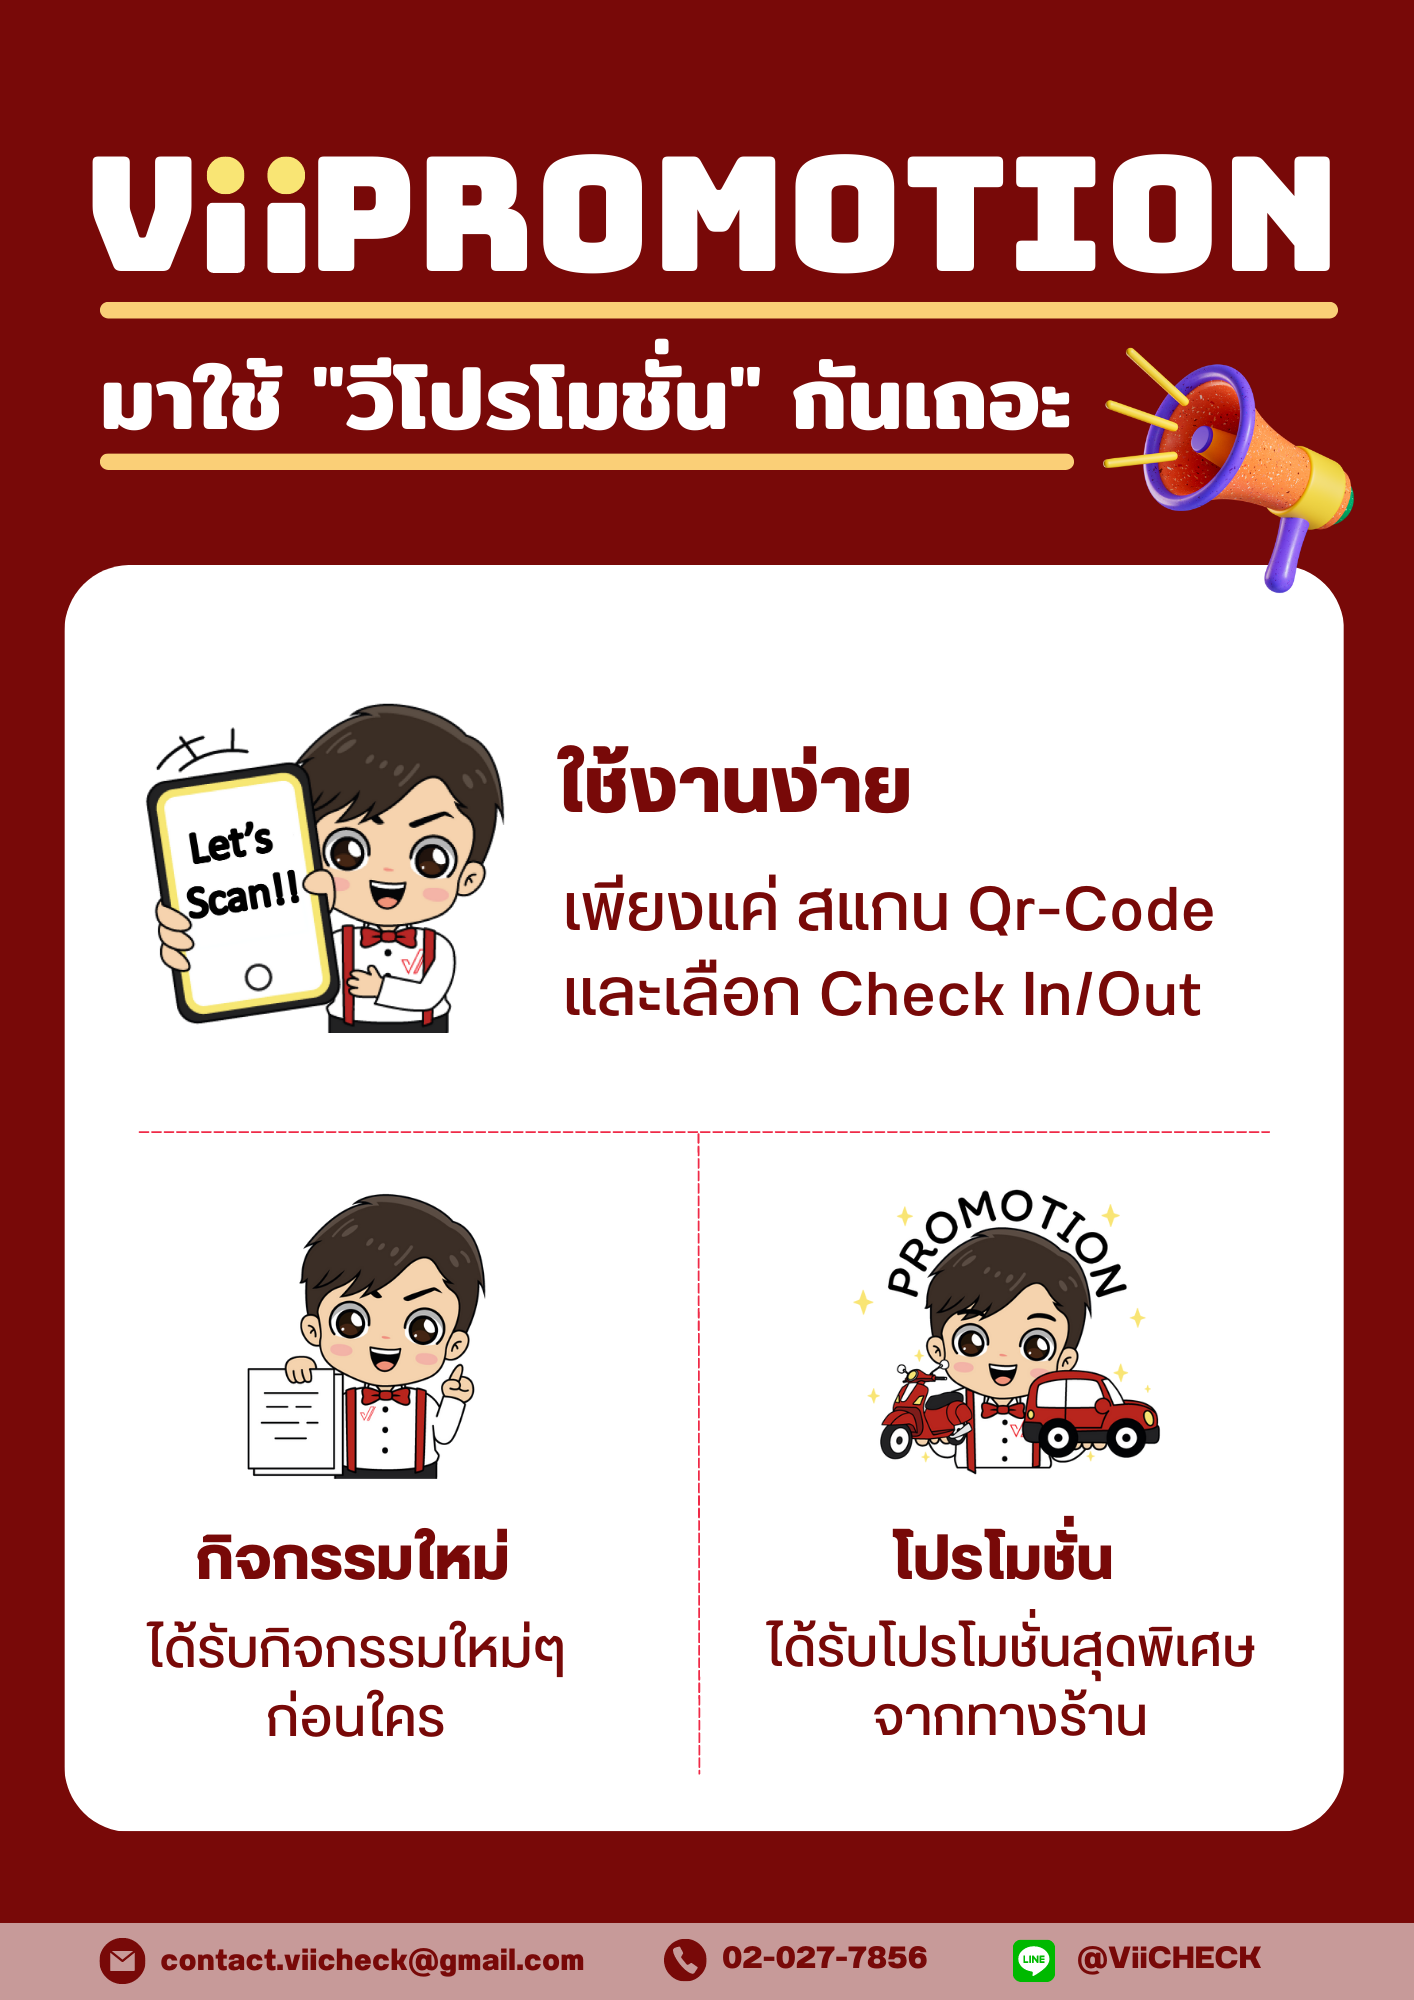 ViiPROMOTION
มาใช้ "วีโปรโมชั่น" กันเถอะ
Let's
Scan!!
ใช้งานง่าย
เพียงแค่ สแกน Qr-Code
และเลือก Check In/Out
PROMOTION
กิจกรรมใหม่
ได้รับกิจกรรมใหม่ๆ
ก่อนใคร
โปรโมชั่น
ได้รับโปรโมชั่นสุดพิเศษ
จากทางร้าน
contact.viicheck@gmail.com
02-027-7856
LINE
@ViiCHECK